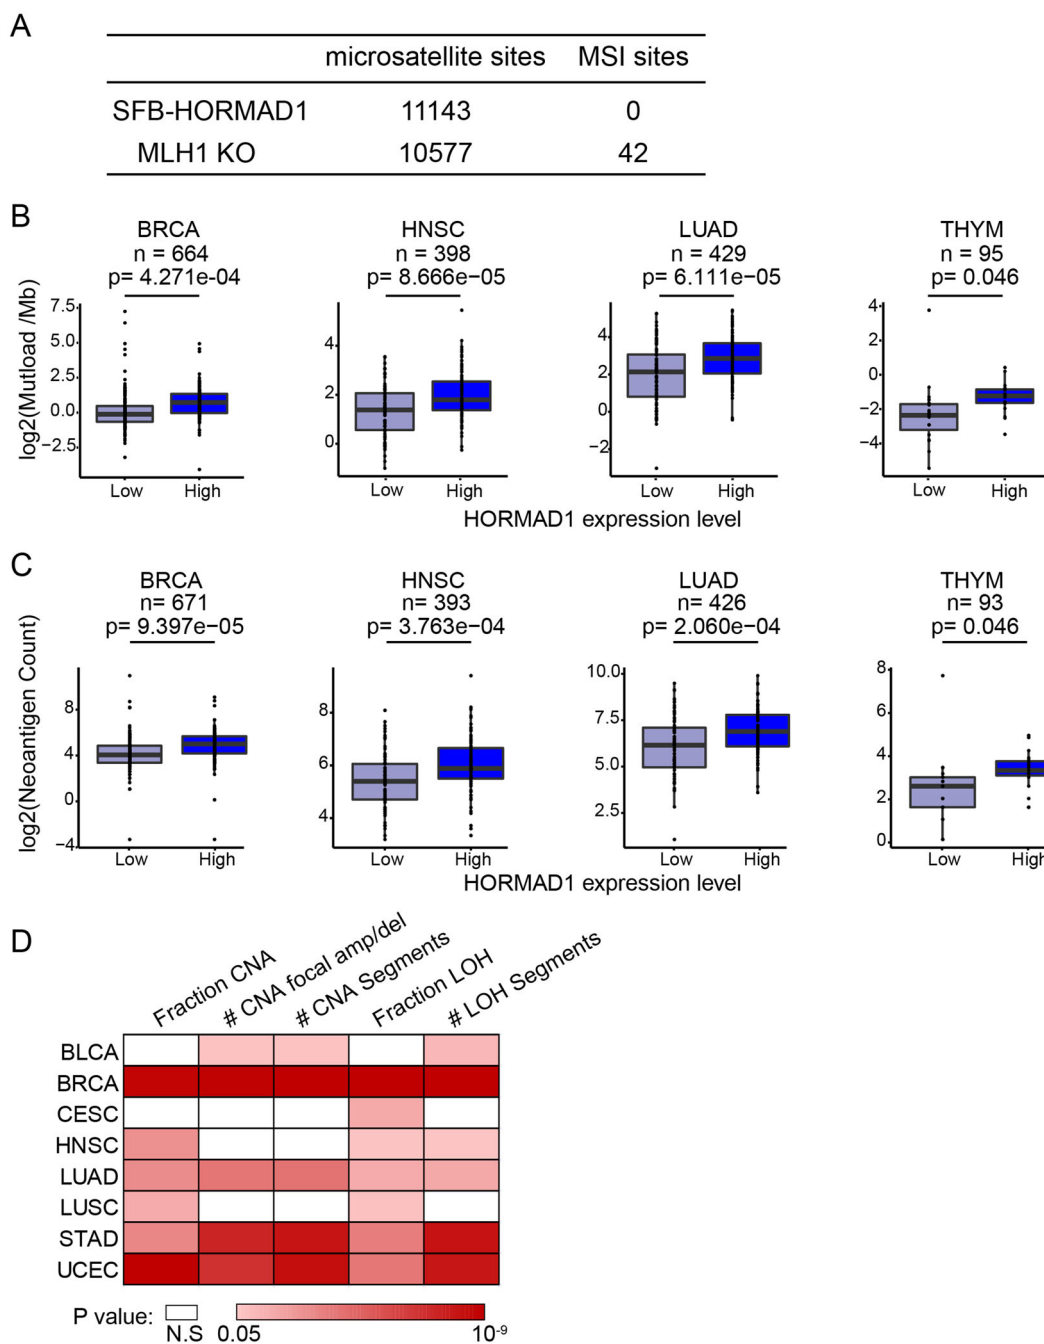 A
microsatellite sites MSI sites
SFB-HORMAD1 11143 0
MLH1 KO 10577 42
B
BRCA HNSC LUAD THYM
n = 664 n = 398 n = 429 n = 95
p= 4.271e-04 p= 8.666e−05 p= 6.111e−05 p= 0.046
log2(Mutload /Mb)
7.5
5.0
2.5
0.0
−2.5
Low High
4
2
0
Low High
4
2
0
−2
Low High
4
2
0
−2
−4
Low High
HORMAD1 expression level
C
BRCA HNSC LUAD THYM
n= 671 n= 393 n= 426 n= 93
p= 9.397e−05 p= 3.763e−04 p= 2.060e−04 p= 0.046
log2(Neoantigen Count)
8
4
0
−4
Low High
8
6
4
Low High
10.0
7.5
5.0
2.5
Low High
8
6
4
2
0
Low High
HORMAD1 expression level
D
Fraction CNA
# CNA focal amp/del
# CNA Segments
Fraction LOH
# LOH Segments
BLCA
BRCA
CESC
HNSC
LUAD
LUSC
STAD
UCEC
P value:
N.S 0.05 10⁻⁹